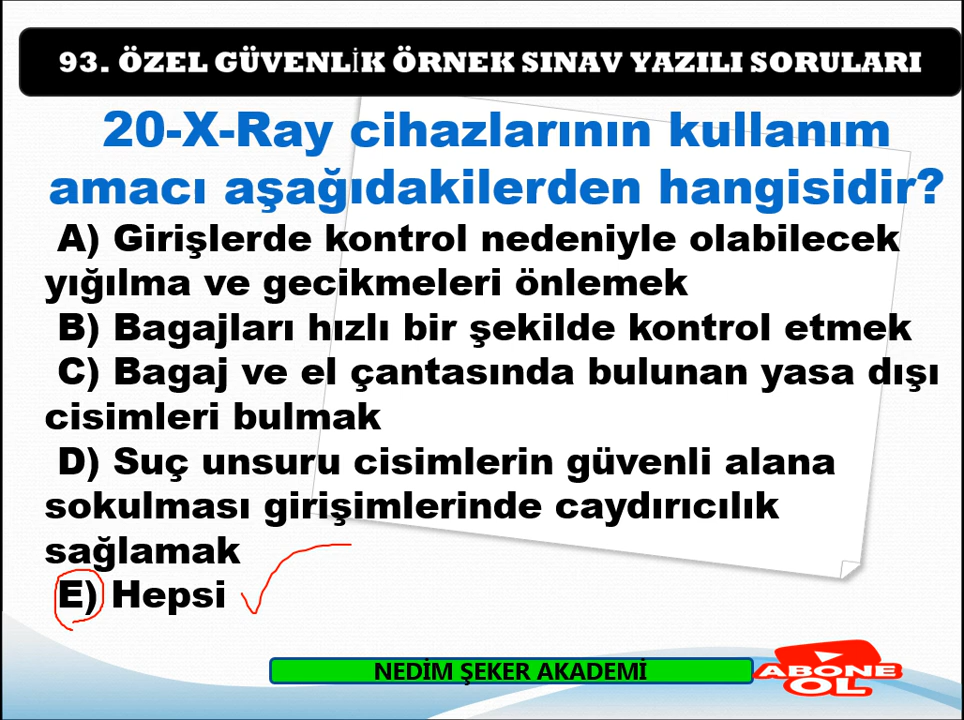 93. ÖZEL GÜVENLİK ÖRNEK SINAV YAZILI SORULARI
20-X-Ray cihazlarının kullanım
amacı aşağıdakilerden hangisidir?
A) Girişlerde kontrol nedeniyle olabilecek
yığılma ve gecikmeleri önlemek
B) Bagajları hızlı bir şekilde kontrol etmek
C) Bagaj ve el çantasında bulunan yasa dışı
cisimleri bulmak
D) Suç unsuru cisimlerin güvenli alana
sokulması girişimlerinde caydırıcılık
sağlamak
E) Hepsi
NEDİM ŞEKER AKADEMİ
ABONE
OL